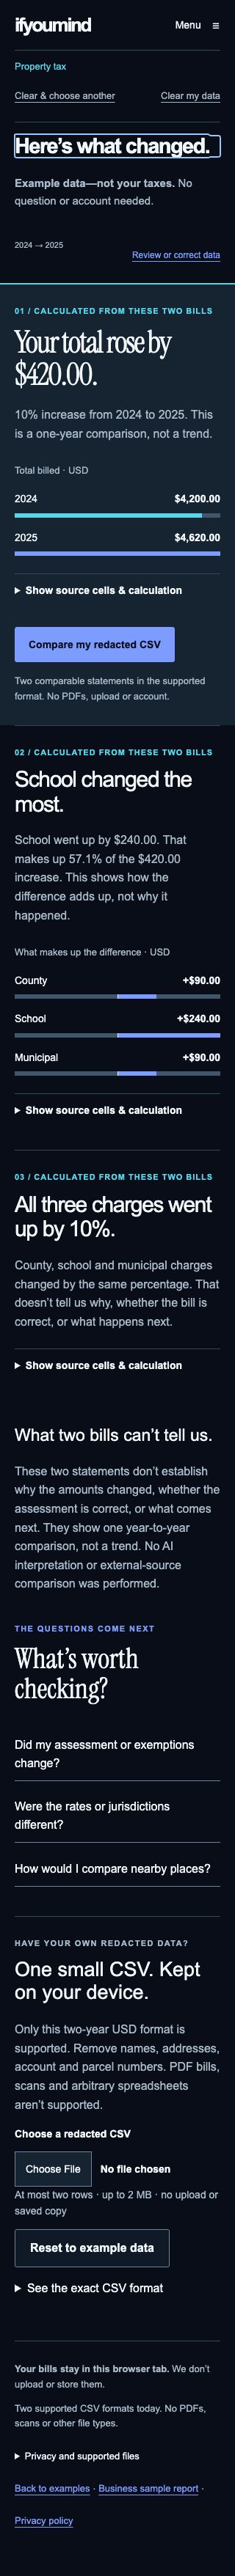 ifyoumind
Menu ≡
Property tax
Clear & choose another
Clear my data
Here’s what changed.
Example data—not your taxes. No
question or account needed.
2024 → 2025
Review or correct data
01 / CALCULATED FROM THESE TWO BILLS
Your total rose by
$420.00.
10% increase from 2024 to 2025. This
is a one-year comparison, not a trend.
Total billed · USD
2024 $4,200.00
2025 $4,620.00
▶ Show source cells & calculation
Compare my redacted CSV
Two comparable statements in the supported
format. No PDFs, upload or account.
02 / CALCULATED FROM THESE TWO BILLS
School changed the
most.
School went up by $240.00. That
makes up 57.1% of the $420.00
increase. This shows how the
difference adds up, not why it
happened.
What makes up the difference · USD
County +$90.00
School +$240.00
Municipal +$90.00
▶ Show source cells & calculation
03 / CALCULATED FROM THESE TWO BILLS
All three charges went
up by 10%.
County, school and municipal charges
changed by the same percentage. That
doesn’t tell us why, whether the bill is
correct, or what happens next.
▶ Show source cells & calculation
What two bills can’t tell us.
These two statements don’t establish
why the amounts changed, whether the
assessment is correct, or what comes
next. They show one year-to-year
comparison, not a trend. No AI
interpretation or external-source
comparison was performed.
THE QUESTIONS COME NEXT
What’s worth
checking?
Did my assessment or exemptions
change?
Were the rates or jurisdictions
different?
How would I compare nearby places?
HAVE YOUR OWN REDACTED DATA?
One small CSV. Kept
on your device.
Only this two-year USD format is
supported. Remove names, addresses,
account and parcel numbers. PDF bills,
scans and arbitrary spreadsheets
aren’t supported.
Choose a redacted CSV
Choose File No file chosen
At most two rows · up to 2 MB · no upload or
saved copy
Reset to example data
▶ See the exact CSV format
Your bills stay in this browser tab. We don’t
upload or store them.
Two supported CSV formats today. No PDFs,
scans or other file types.
▶ Privacy and supported files
Back to examples · Business sample report ·
Privacy policy